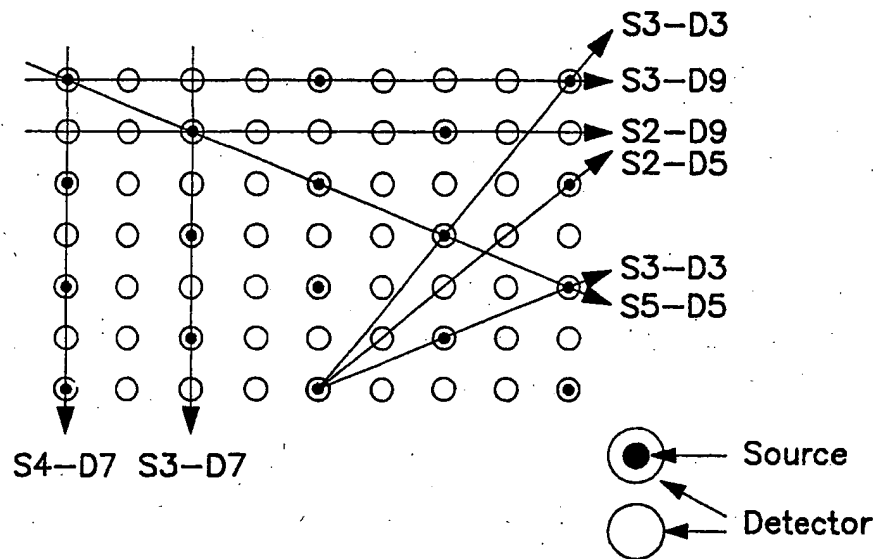 S3-D3
S3-D9
S2-D9
S2-D5
S3-D3
S5-D5
S4-D7 S3-D7
Source
Detector